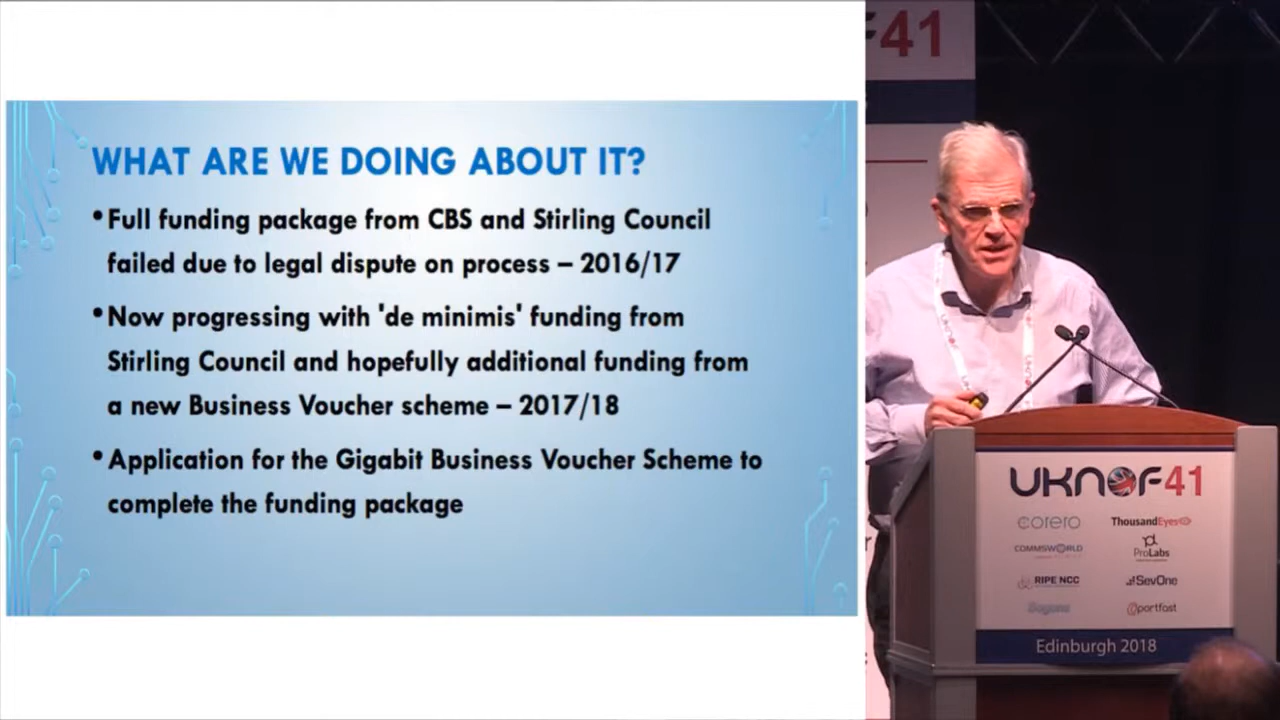 WHAT ARE WE DOING ABOUT IT?
•Full funding package from CBS and Stirling Council
failed due to legal dispute on process – 2016/17
•Now progressing with 'de minimis' funding from
Stirling Council and hopefully additional funding from
a new Business Voucher scheme – 2017/18
•Application for the Gigabit Business Voucher Scheme to
complete the funding package
F41
UKNOF41
corero
ThousandEyes
COMMSWORLD
ProLabs
RIPE NCC
SevOne
portfast
Edinburgh 2018